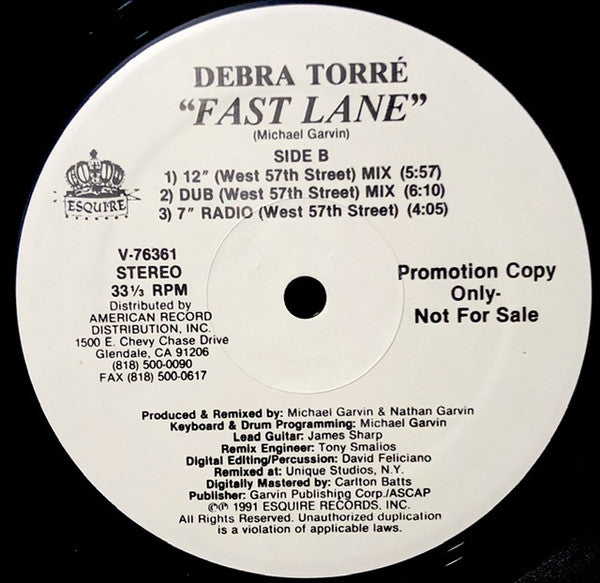 DEBRA TORRÉ
“FAST LANE”
(Michael Garvin)
SIDE B
1) 12” (West 57th Street) MIX (5:57)
2) DUB (West 57th Street) MIX (6:10)
3) 7” RADIO (West 57th Street) (4:05)
ESQUIRE
RECORDS
V-76361
STEREO
33⅓ RPM
Distributed by
AMERICAN RECORD
DISTRIBUTION, INC.
1500 E. Chevy Chase Drive
Glendale, CA 91206
(818) 500-0090
FAX (818) 500-0617
Promotion Copy
Only-
Not For Sale
Produced & Remixed by: Michael Garvin & Nathan Garvin
Keyboard & Drum Programming: Michael Garvin
Lead Guitar: James Sharp
Remix Engineer: Tony Smalios
Digital Editing/Percussion: David Feliciano
Remixed at: Unique Studios, N.Y.
Digitally Mastered by: Carlton Batts
Publisher: Garvin Publishing Corp./ASCAP
©℗ 1991 ESQUIRE RECORDS, INC.
All Rights Reserved. Unauthorized duplication
is a violation of applicable laws.